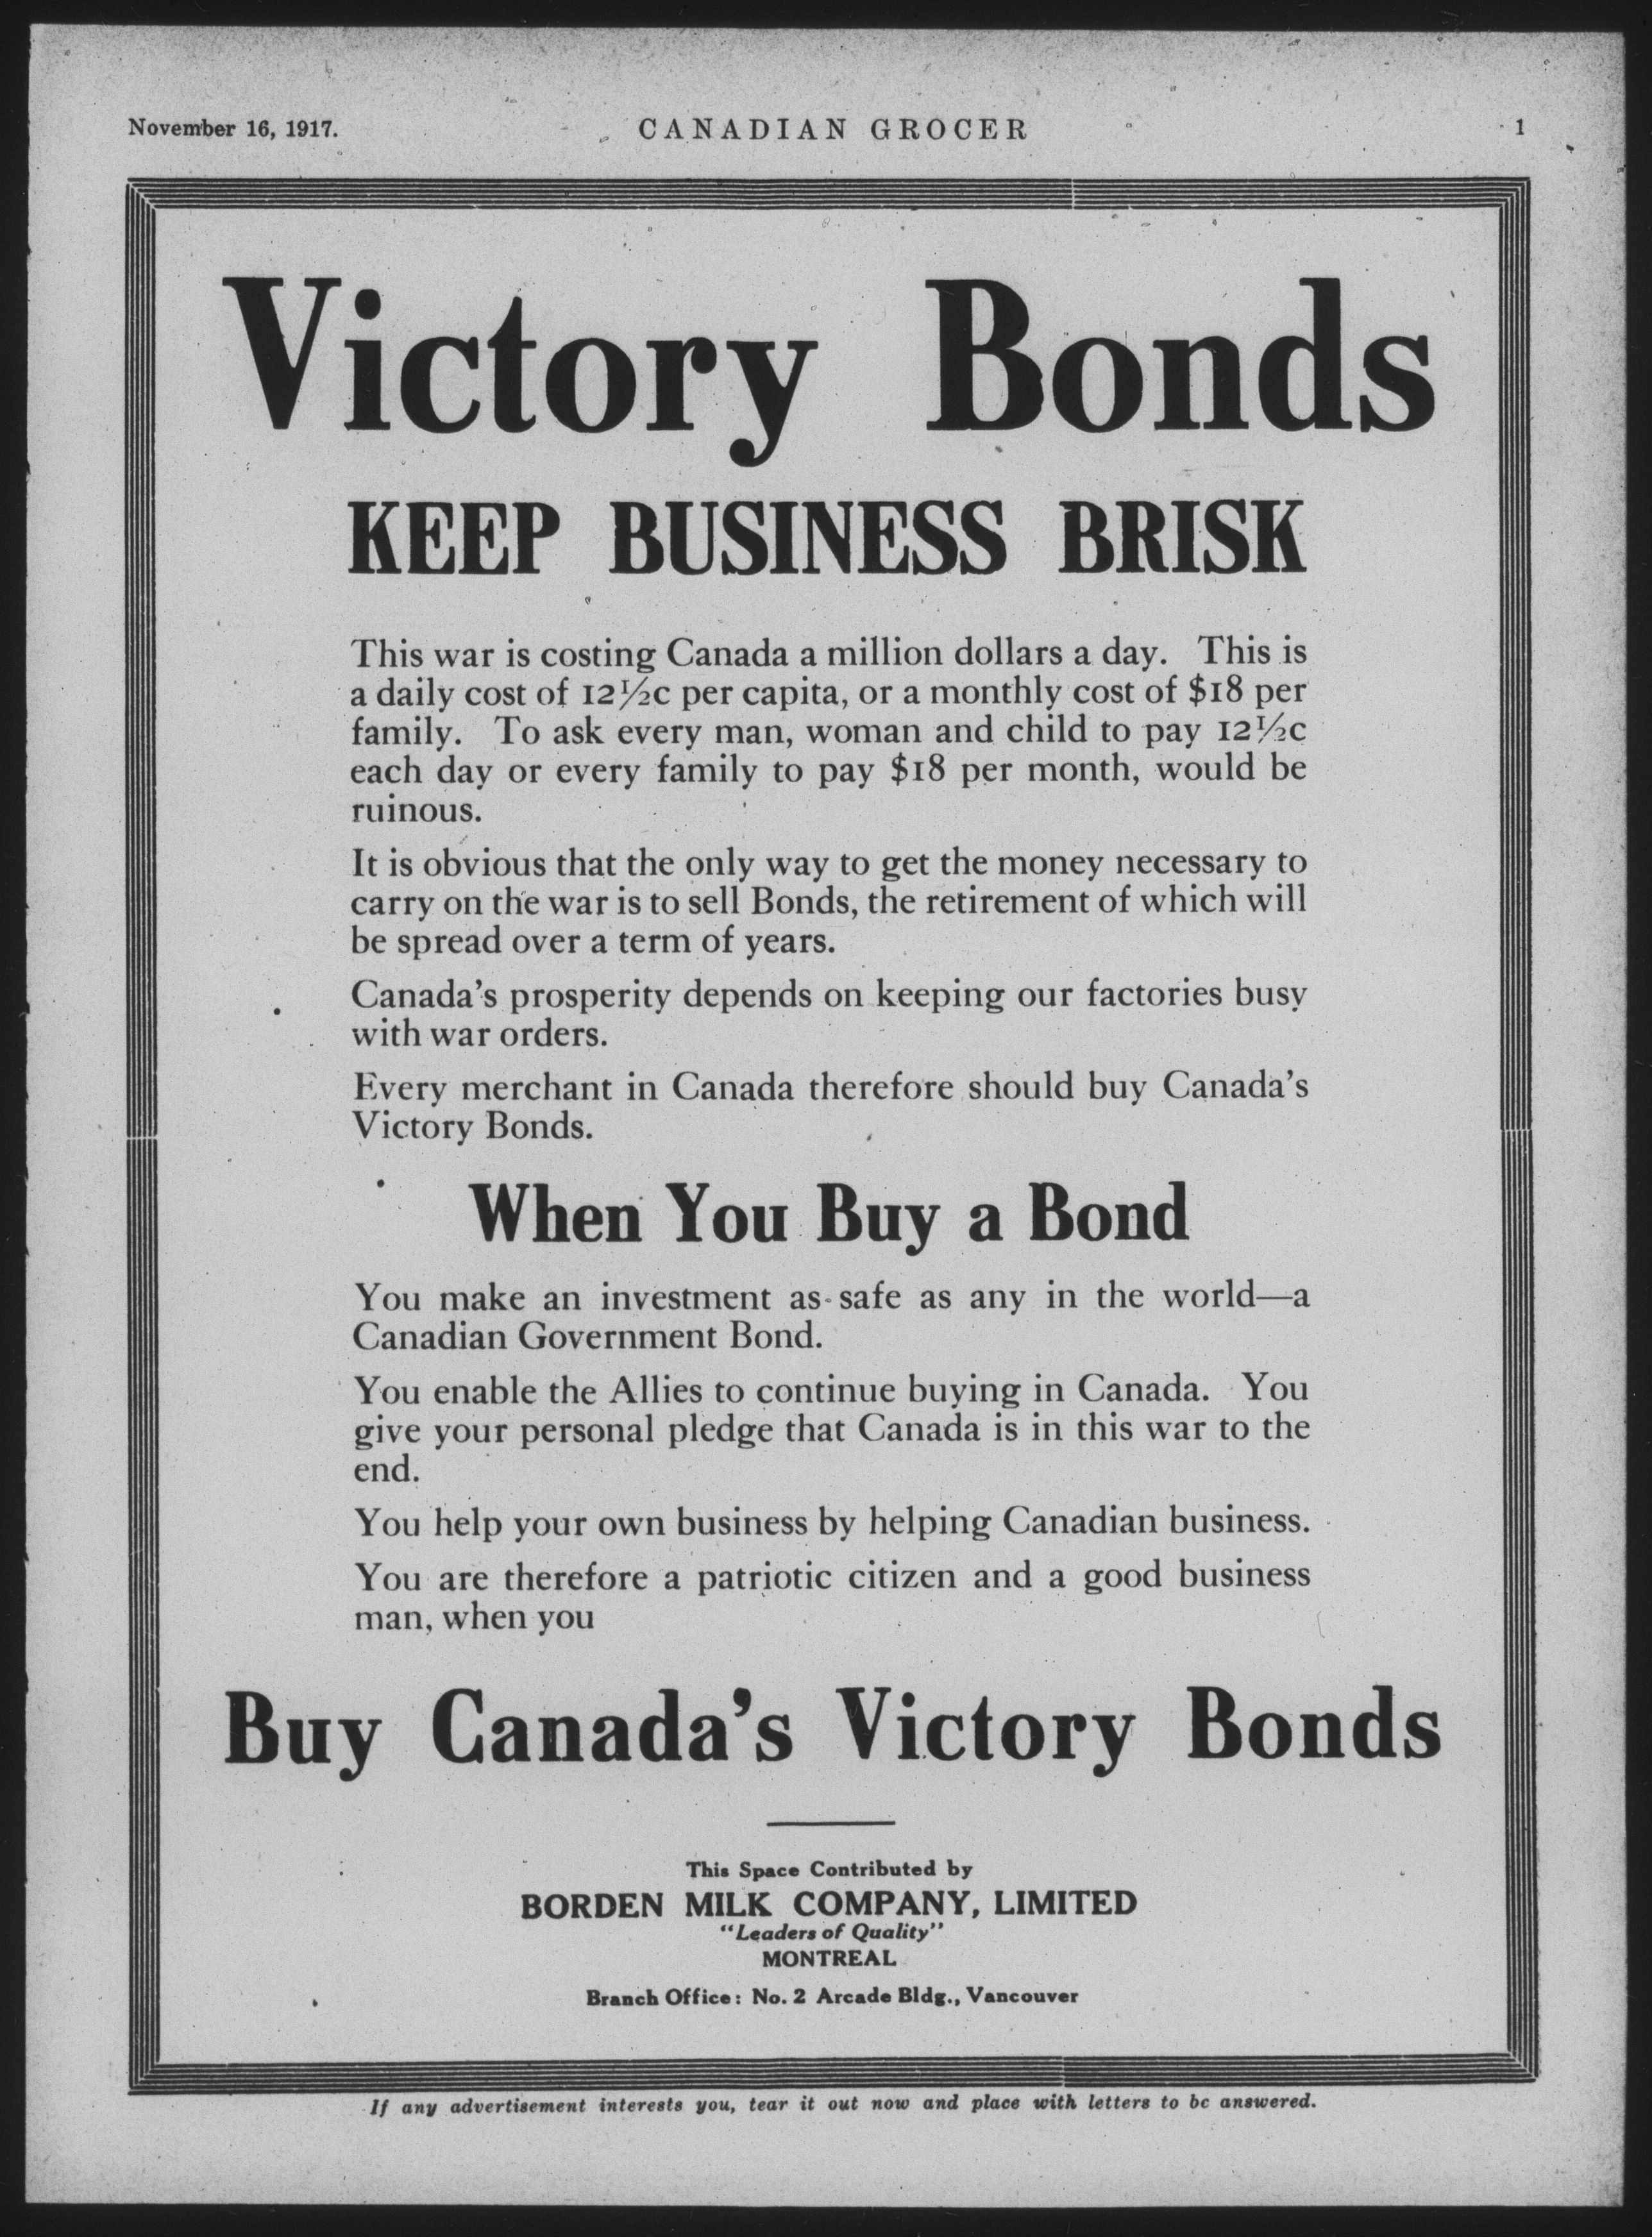 November 16, 1917.
CANADIAN GROCER
1
Victory Bonds
KEEP BUSINESS BRISK
This war is costing Canada a million dollars a day. This is
a daily cost of 12½c per capita, or a monthly cost of $18 per
family. To ask every man, woman and child to pay 12½c
each day or every family to pay $18 per month, would be
ruinous.
It is obvious that the only way to get the money necessary to
carry on the war is to sell Bonds, the retirement of which will
be spread over a term of years.
Canada's prosperity depends on keeping our factories busy
with war orders.
Every merchant in Canada therefore should buy Canada's
Victory Bonds.
When You Buy a Bond
You make an investment as safe as any in the world—a
Canadian Government Bond.
You enable the Allies to continue buying in Canada. You
give your personal pledge that Canada is in this war to the
end.
You help your own business by helping Canadian business.
You are therefore a patriotic citizen and a good business
man, when you
Buy Canada's Victory Bonds
This Space Contributed by
BORDEN MILK COMPANY, LIMITED
"Leaders of Quality"
MONTREAL
Branch Office: No. 2 Arcade Bldg., Vancouver
If any advertisement interests you, tear it out now and place with letters to be answered.